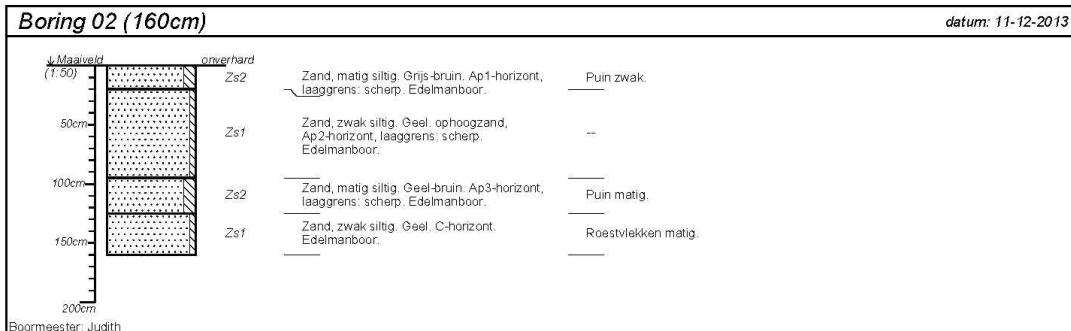 Boring 02 (160cm)
datum: 11-12-2013
↓ Maaiveld
onverhard
(1:50)
Zs2
Zand, matig siltig. Grijs-bruin. Ap1-horizont,
laaggrens: scherp. Edelmanboor.
Puin zwak.
50cm
Zs1
Zand, zwak siltig. Geel. ophoogzand,
Ap2-horizont, laaggrens: scherp.
Edelmanboor.
--
100cm
Zs2
Zand, matig siltig. Geel-bruin. Ap3-horizont,
laaggrens: scherp. Edelmanboor.
Puin matig.
Zs1
Zand, zwak siltig. Geel. C-horizont.
Edelmanboor.
Roestvlekken matig.
150cm
200cm
Boormeester: Judith